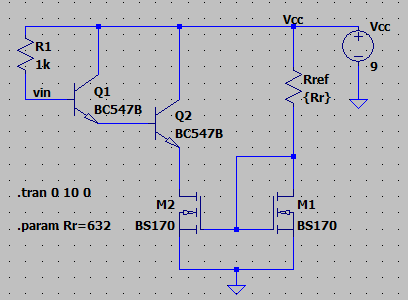 Vcc
Vcc
R1
1k
9
vin
Q1
BC547B
Rref
{Rr}
Q2
BC547B
.tran 0 10 0
M2
M1
.param Rr=632
BS170
BS170